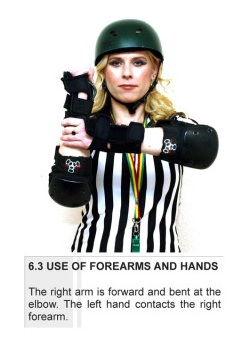 6.3 USE OF FOREARMS AND HANDS
The right arm is forward and bent at the
elbow. The left hand contacts the right
forearm.